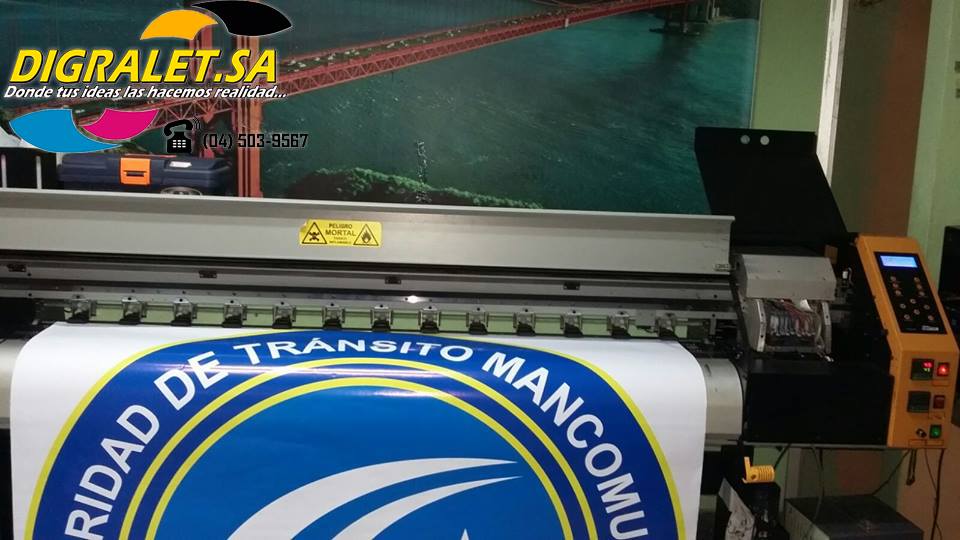 DIGRALET.SA
Donde tus ideas las hacemos realidad...
(04) 503-9567
PELIGRO
MORTAL
RIDAD DE TRÁNSITO MANCOMU